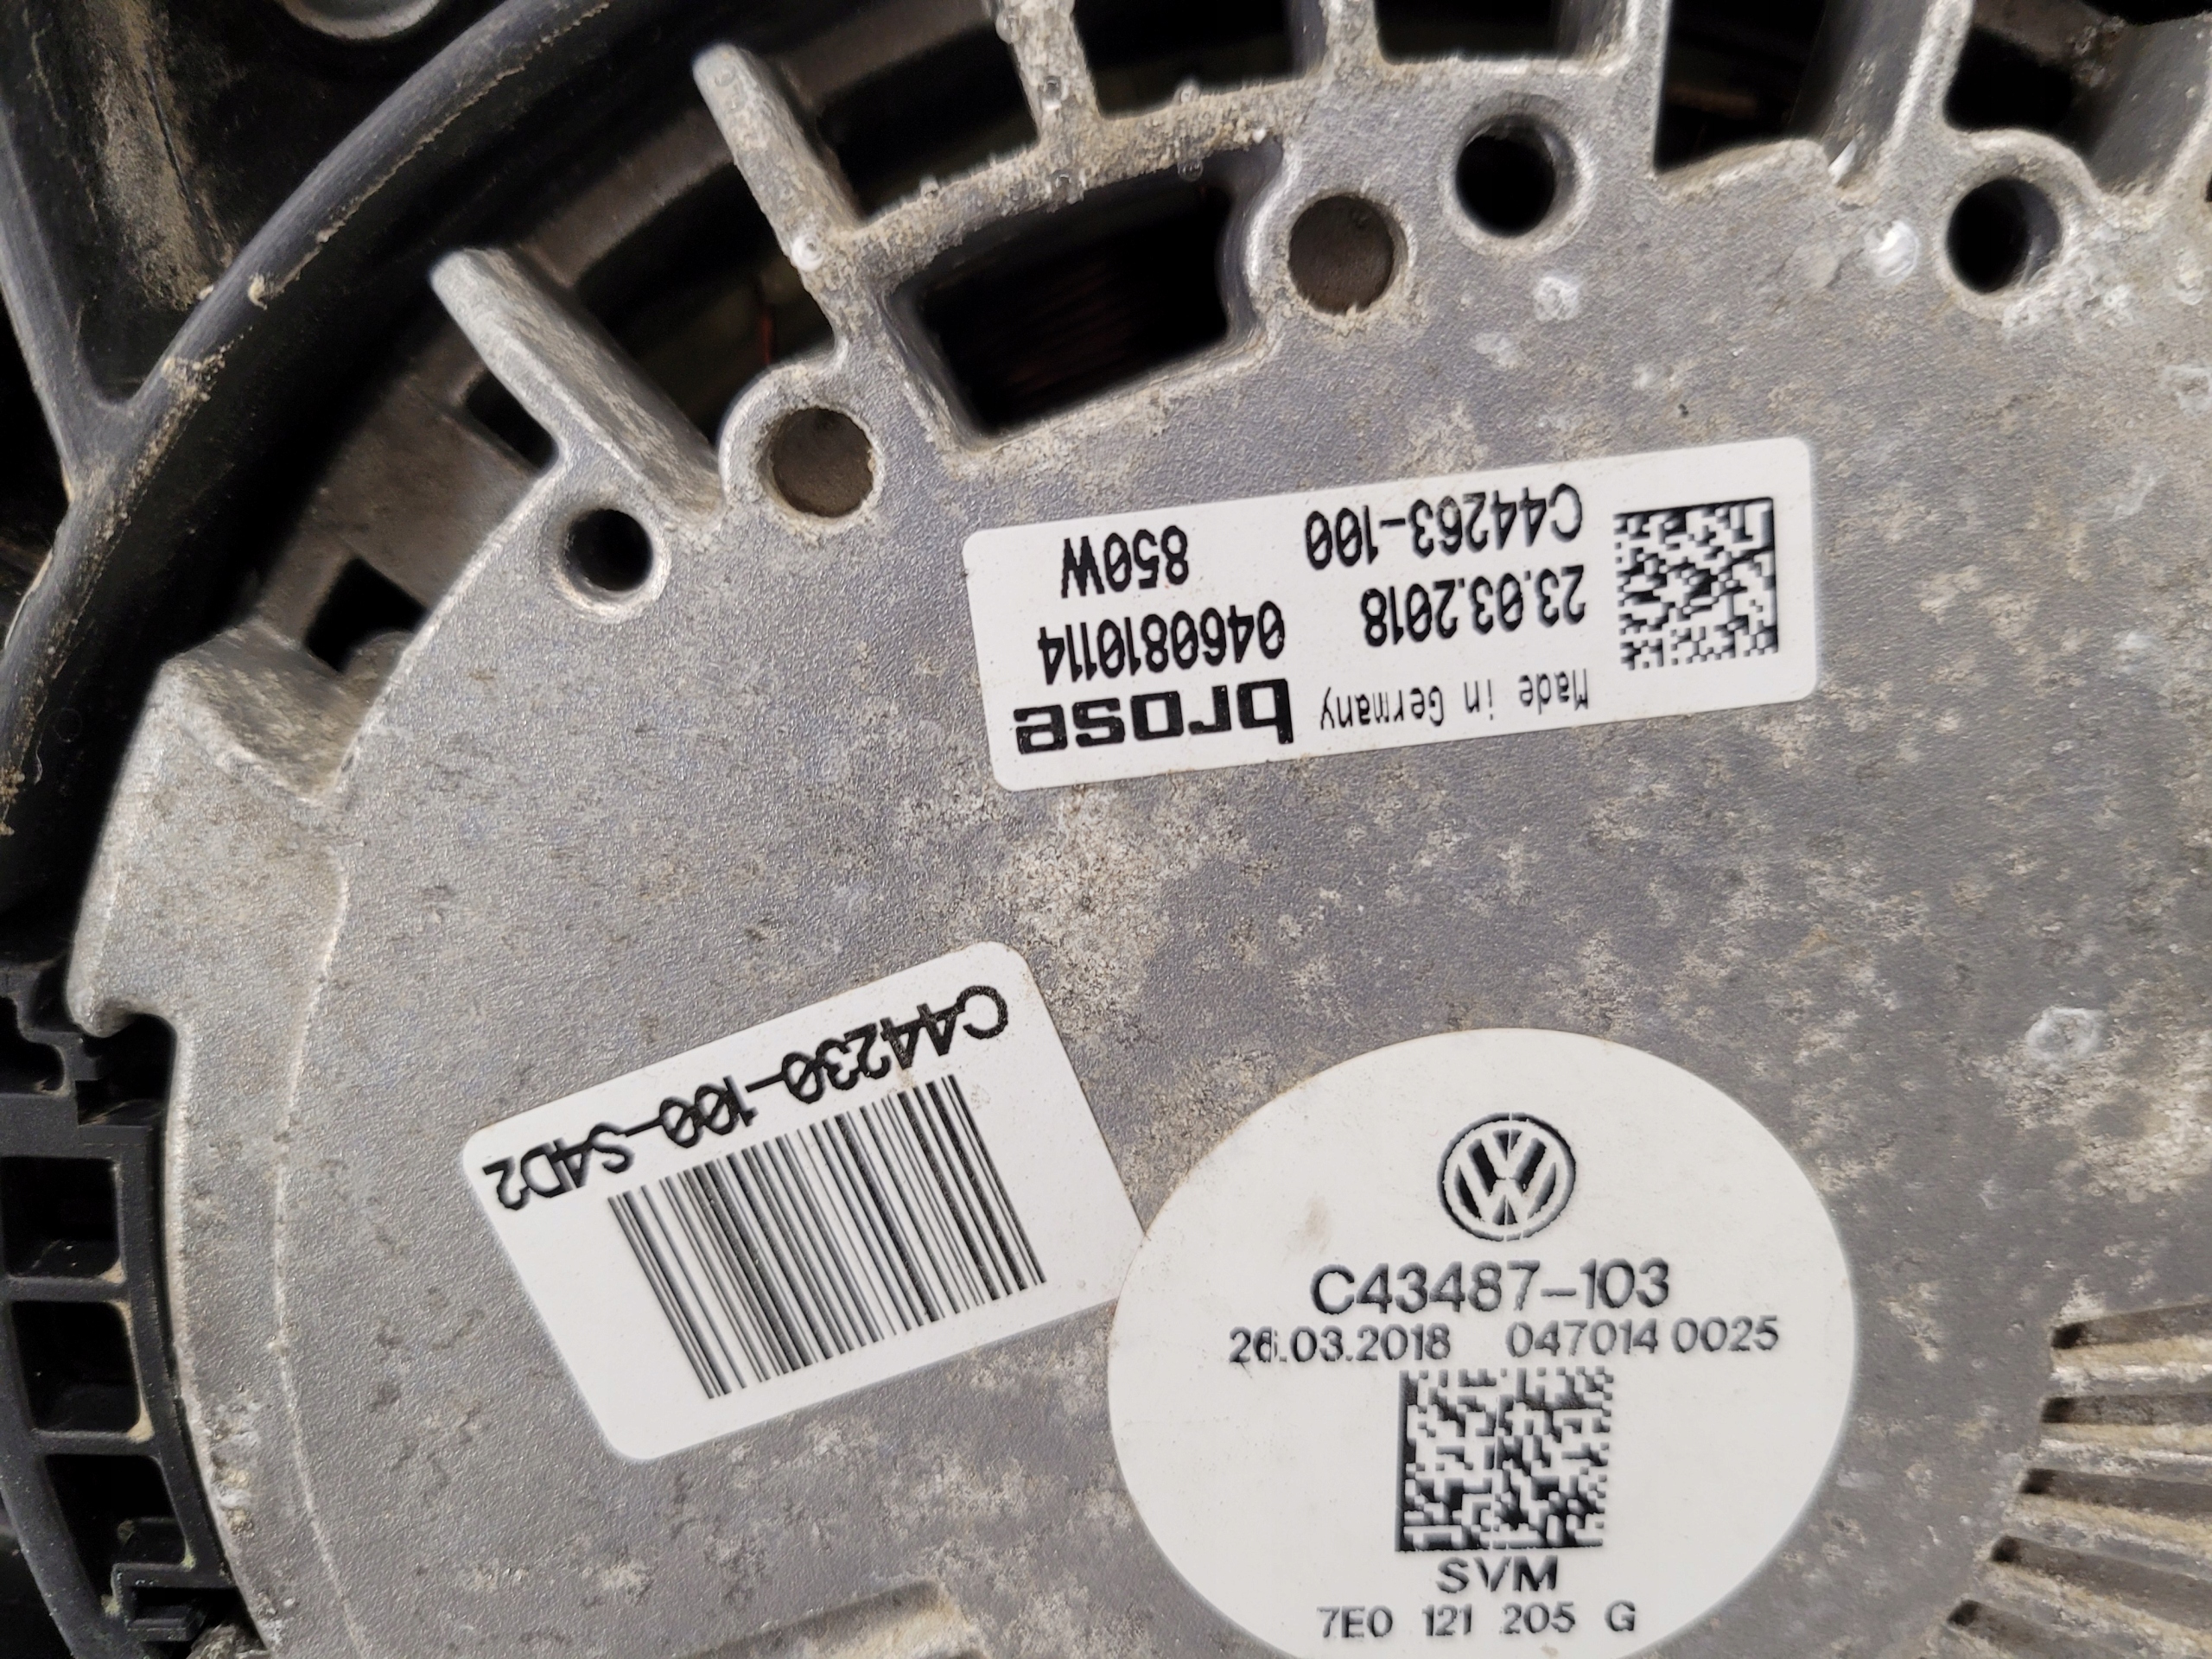 brose Made in Germany
0460810114 23.03.2018
850W C44263-100
C44230-100-S4D2
C43487-103
26.03.2018 047014 0025
SVM
7E0 121 205 G